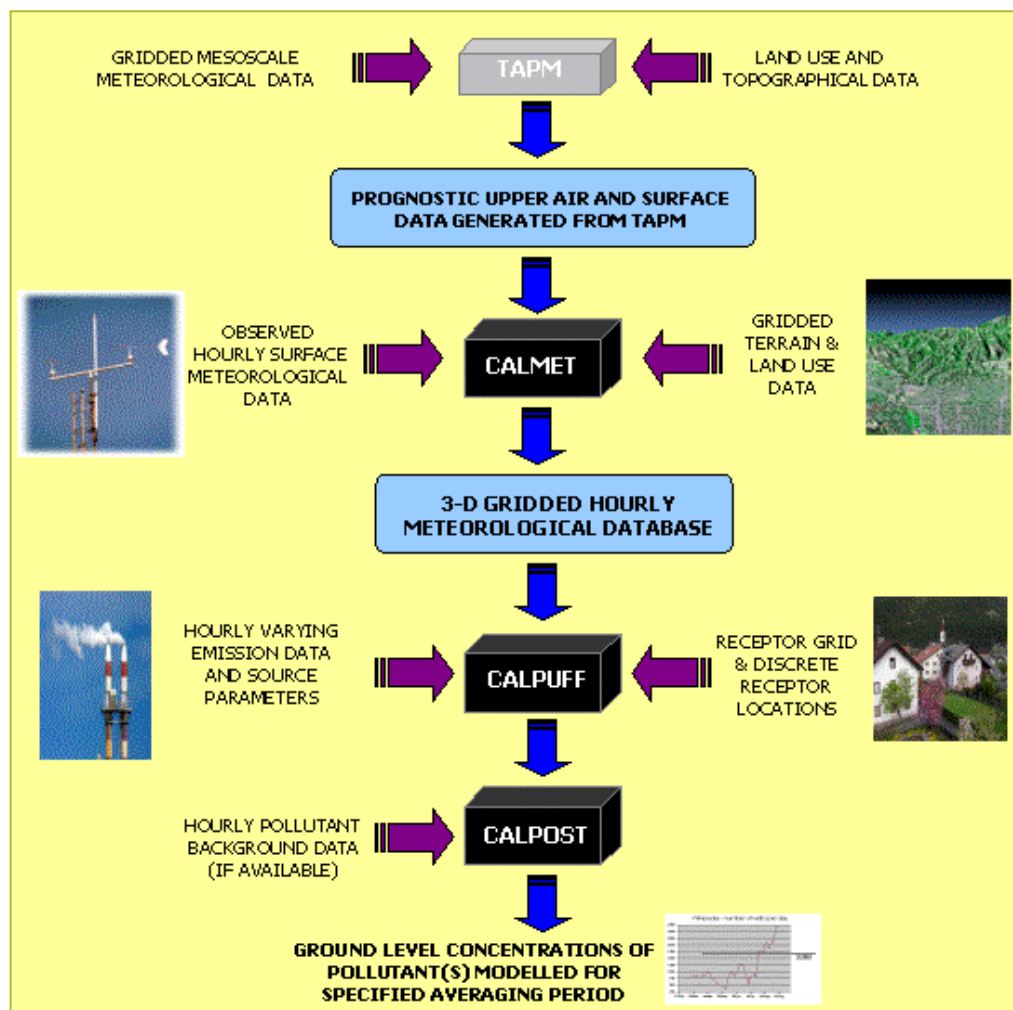 GRIDDED MESOSCALE
METEOROLOGICAL DATA
TAPM
LAND USE AND
TOPOGRAPHICAL DATA
PROGNOSTIC UPPER AIR AND SURFACE
DATA GENERATED FROM TAPM
OBSERVED
HOURLY SURFACE
METEOROLOGICAL
DATA
CALMET
GRIDDED
TERRAIN &
LAND USE
DATA
3-D GRIDDED HOURLY
METEOROLOGICAL DATABASE
HOURLY VARYING
EMISSION DATA
AND SOURCE
PARAMETERS
CALPUFF
RECEPTOR GRID
& DISCRETE
RECEPTOR
LOCATIONS
HOURLY POLLUTANT
BACKGROUND DATA
(IF AVAILABLE)
CALPOST
GROUND LEVEL CONCENTRATIONS OF
POLLUTANT(S) MODELLED FOR
SPECIFIED AVERAGING PERIOD